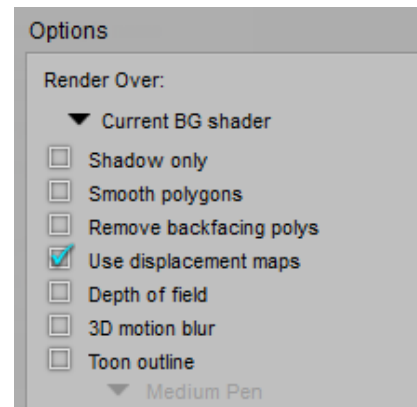 Options
Render Over:
Current BG shader
Shadow only
Smooth polygons
Remove backfacing polys
Use displacement maps
Depth of field
3D motion blur
Toon outline
Medium Pen